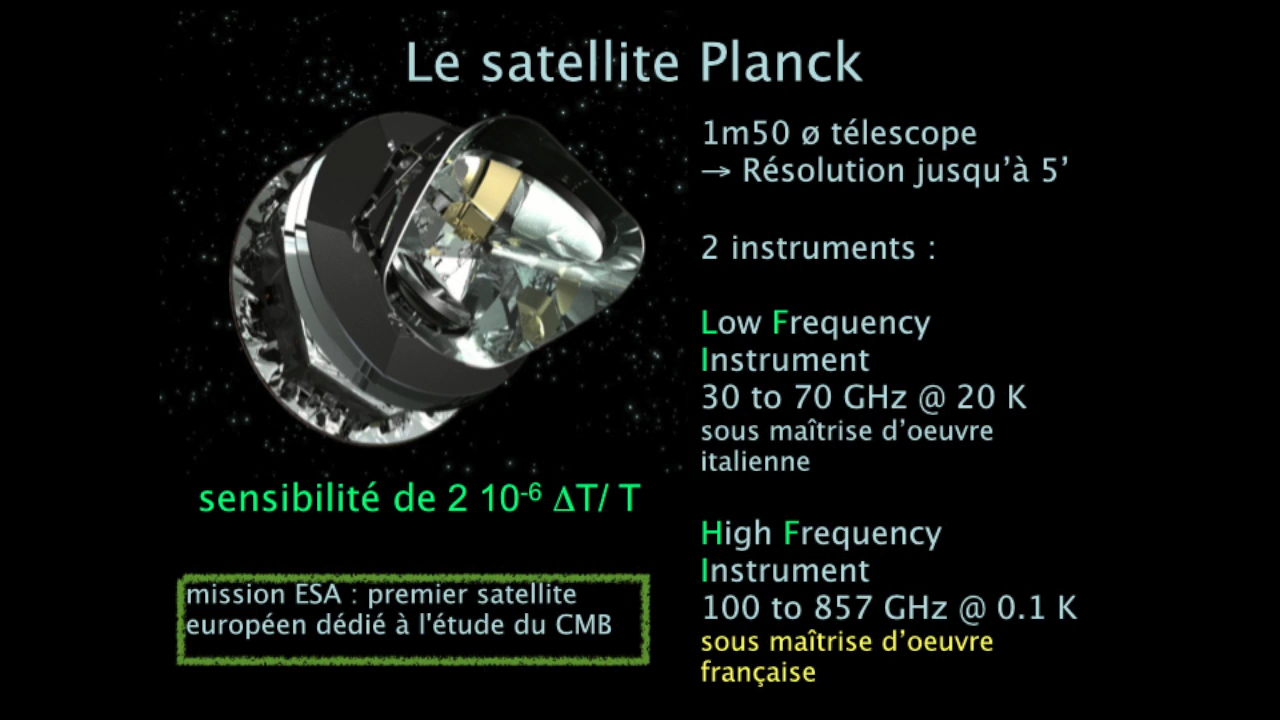 Le satellite Planck
1m50 ø télescope
→ Résolution jusqu’à 5’
2 instruments :
Low Frequency
Instrument
30 to 70 GHz @ 20 K
sous maîtrise d’oeuvre
italienne
sensibilité de 2 10⁻⁶ ΔT/ T
High Frequency
Instrument
100 to 857 GHz @ 0.1 K
sous maîtrise d’oeuvre
française
mission ESA : premier satellite
européen dédié à l'étude du CMB